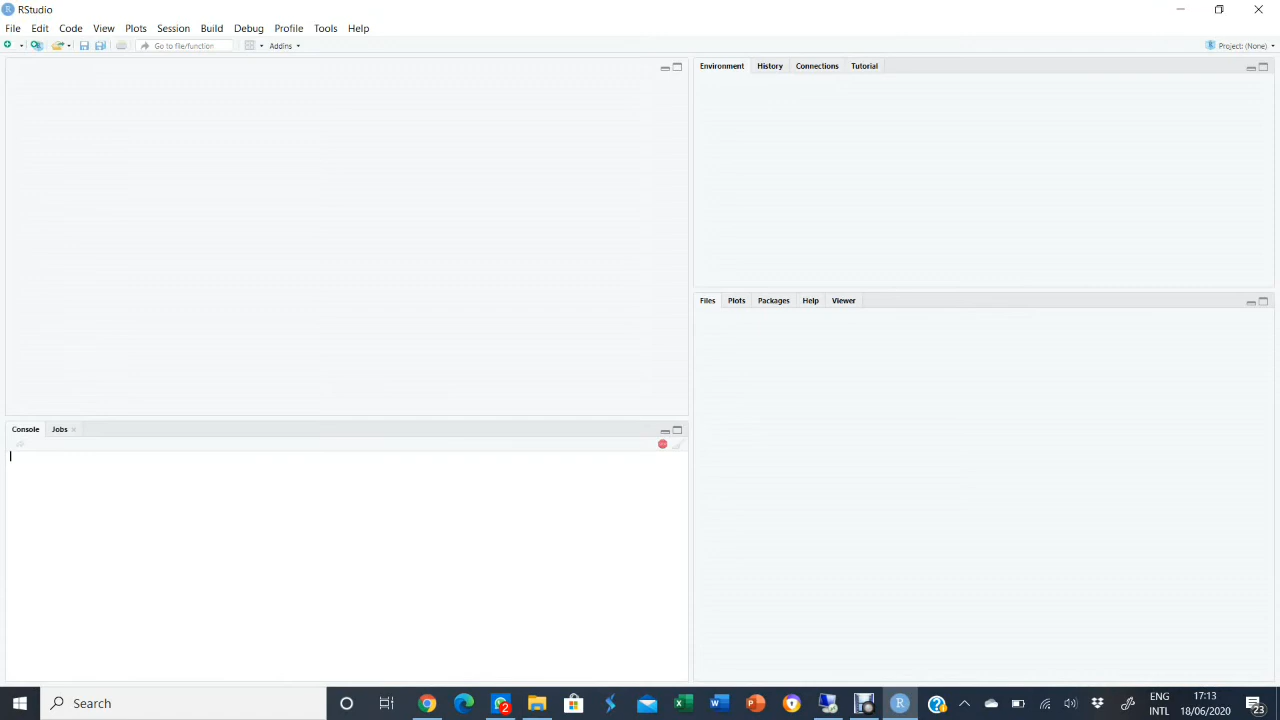 RStudio
File Edit Code View Plots Session Build Debug Profile Tools Help
Go to file/function Addins Project: (None)
Environment History Connections Tutorial
Files Plots Packages Help Viewer
Console Jobs
Search
2
ENG
INTL
17:13
18/06/2020
23